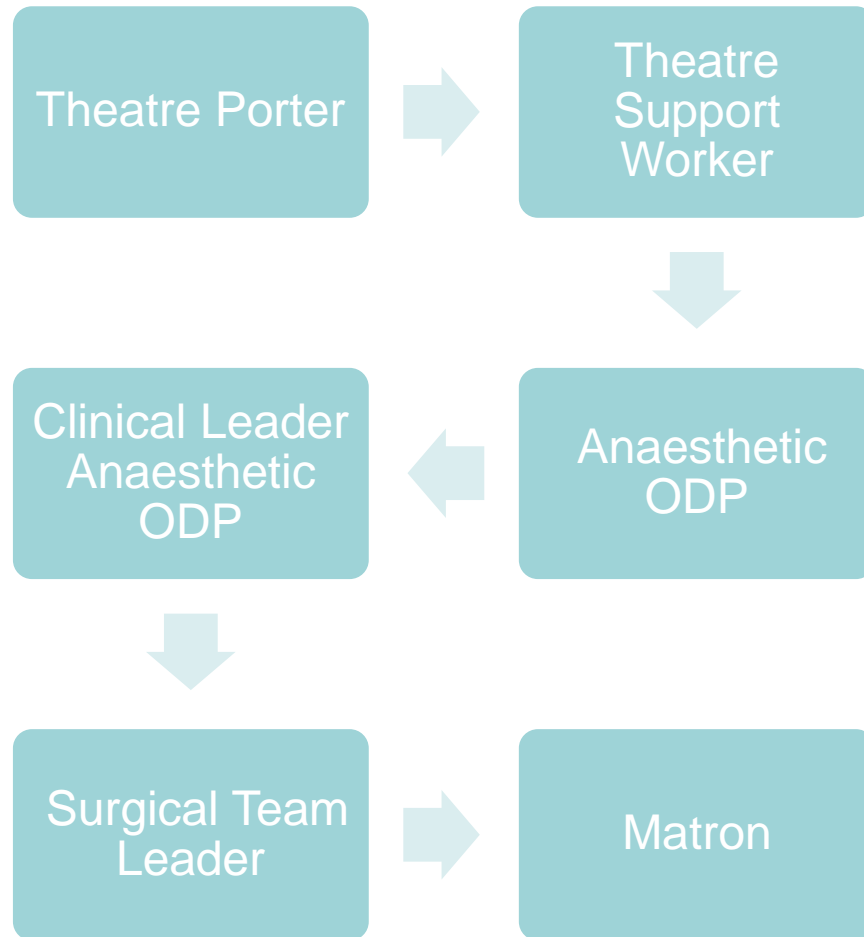 Theatre Porter
Theatre
Support
Worker
Anaesthetic
ODP
Clinical Leader
Anaesthetic
ODP
Surgical Team
Leader
Matron